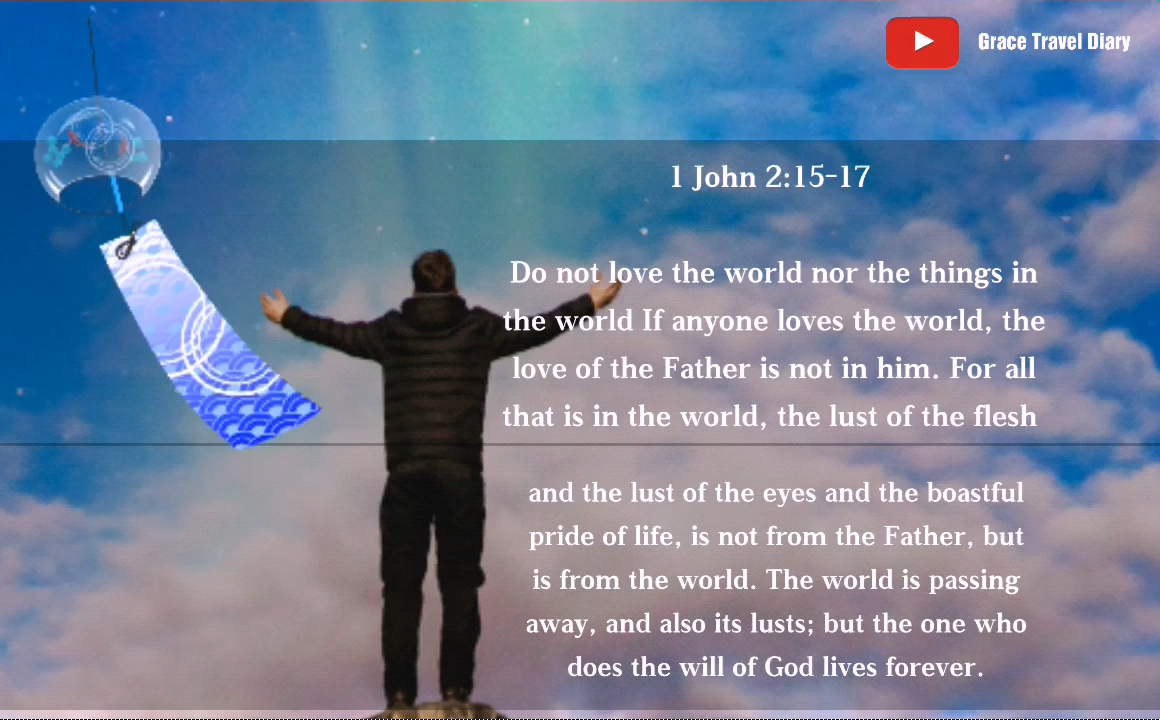 Grace Travel Diary
1 John 2:15-17
Do not love the world nor the things in
the world If anyone loves the world, the
love of the Father is not in him. For all
that is in the world, the lust of the flesh
and the lust of the eyes and the boastful
pride of life, is not from the Father, but
is from the world. The world is passing
away, and also its lusts; but the one who
does the will of God lives forever.